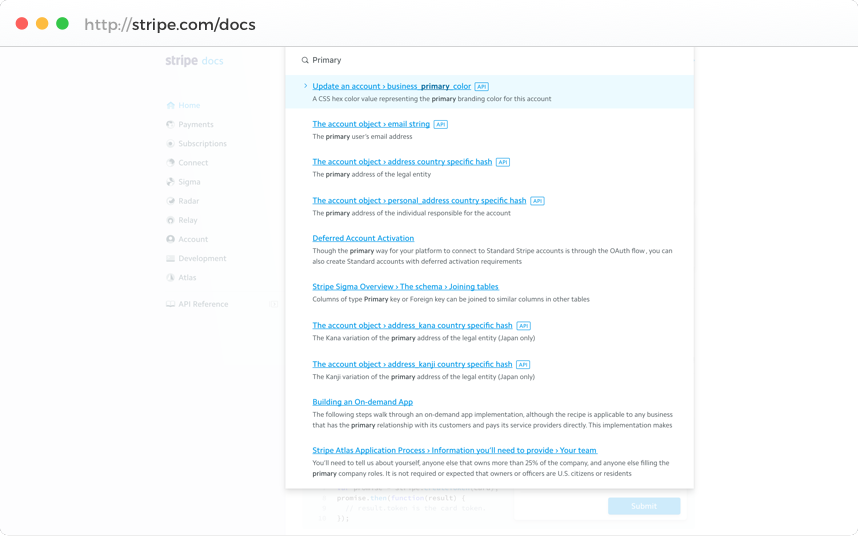 http://stripe.com/docs
stripe docs
Home
Payments
Subscriptions
Connect
Sigma
Radar
Relay
Account
Development
Atlas
API Reference
Primary
Update an account › business_primary_color API
A CSS hex color value representing the primary branding color for this account
The account object › email string API
The primary user's email address
The account object › address country specific hash API
The primary address of the legal entity
The account object › personal_address country specific hash API
The primary address of the individual responsible for the account
Deferred Account Activation
Though the primary way for your platform to connect to Standard Stripe accounts is through the OAuth flow , you can
also create Standard accounts with deferred activation requirements
Stripe Sigma Overview › The schema › Joining tables
Columns of type Primary key or Foreign key can be joined to similar columns in other tables
The account object › address_kana country specific hash API
The Kana variation of the primary address of the legal entity (Japan only)
The account object › address_kanji country specific hash API
The Kanji variation of the primary address of the legal entity (Japan only)
Building an On-demand App
The following steps walk through an on-demand app implementation, although the recipe is applicable to any business
that has the primary relationship with its customers and pays its service providers directly. This implementation makes
Stripe Atlas Application Process › Information you'll need to provide › Your team
You'll need to tell us about yourself, anyone else that owns more than 25% of the company, and anyone else filling the
primary company roles. It is not required or expected that owners or officers are U.S. citizens or residents
promise.then(function(result) {
});
Submit